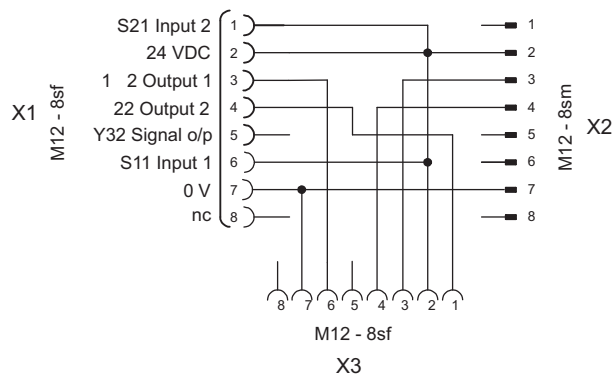 S21 Input 2 1
24 VDC 2
1 2 Output 1 3
22 Output 2 4
Y32 Signal o/p 5
S11 Input 1 6
0 V 7
nc 8
X1
M12 - 8sf
1
2
3
4
5
6
7
8
M12 - 8sm
X2
8 7 6 5 4 3 2 1
M12 - 8sf
X3